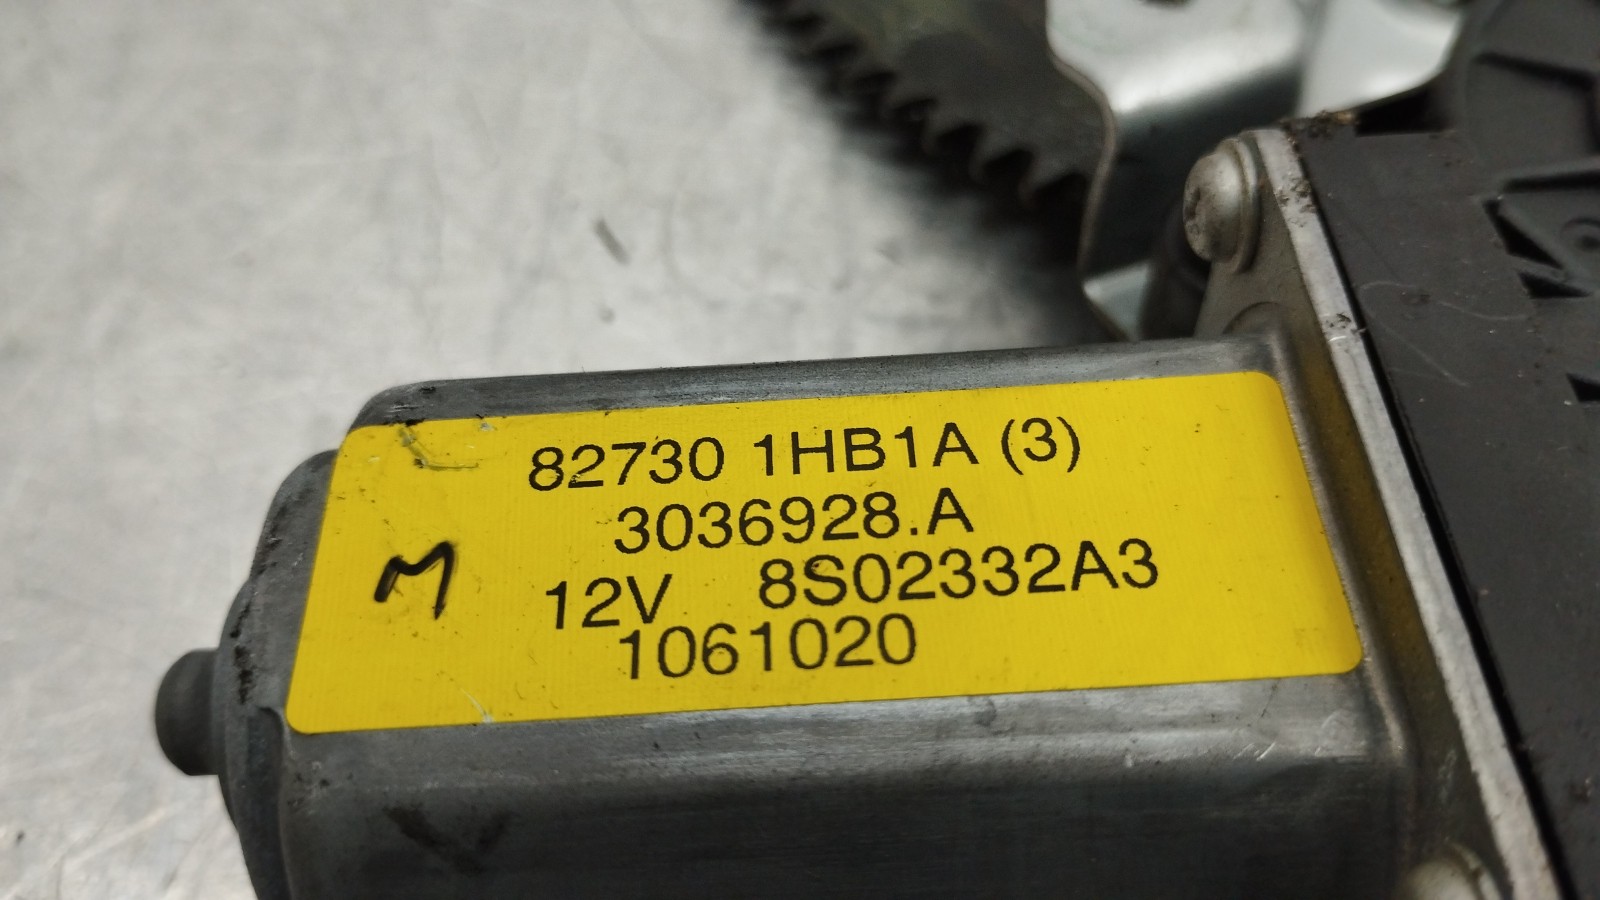 82730 1HB1A (3)
3036928.A
M
12V 8S02332A3
1061020